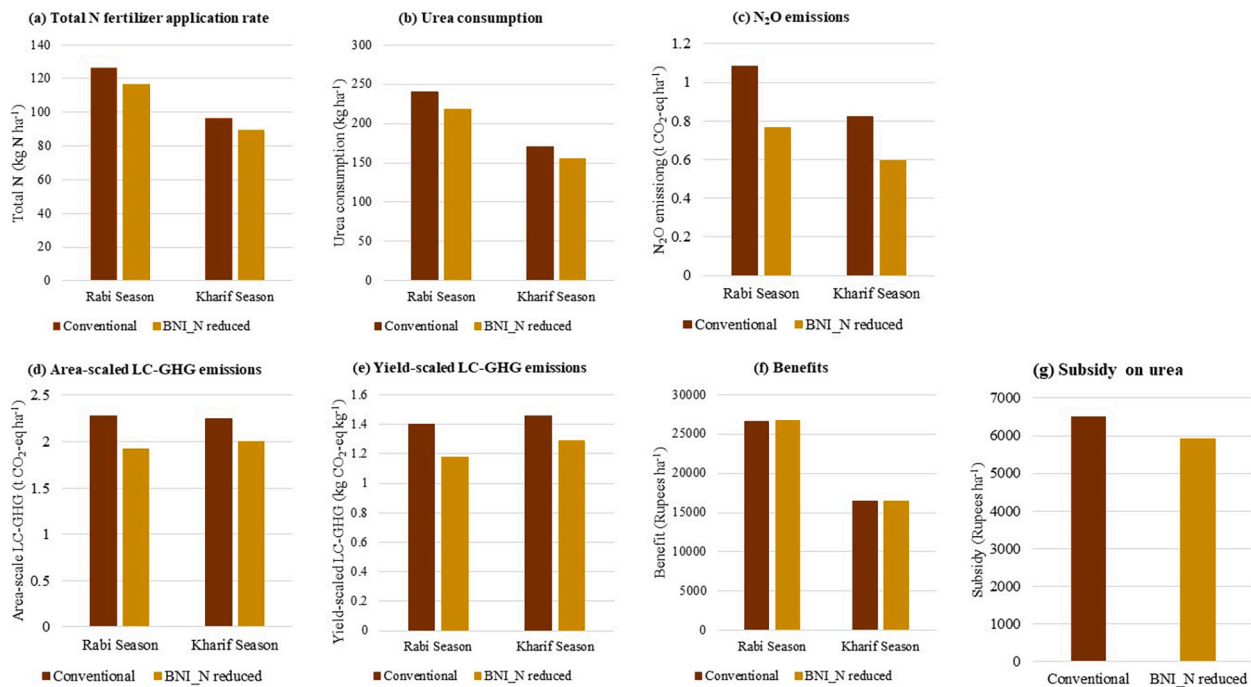 (a) Total N fertilizer application rate
Total N (kg N ha⁻¹)
140
120
100
80
60
40
20
0
Rabi Season
Kharif Season
Conventional
BNI_N reduced
(b) Urea consumption
Urea consumption (kg ha⁻¹)
300
250
200
150
100
50
0
Rabi Season
Kharif Season
Conventional
BNI_N reduced
(c) N₂O emissions
N₂O emissiong (t CO₂-eq ha⁻¹)
1.2
1
0.8
0.6
0.4
0.2
0
Rabi Season
Kharif Season
Conventional
BNI_N reduced
(d) Area-scaled LC-GHG emissions
Area-scale LC-GHG (t CO₂-eq ha⁻¹)
2.5
2
1.5
1
0.5
0
Rabi Season
Kharif Season
Conventional
BNI_N reduced
(e) Yield-scaled LC-GHG emissions
Yield-scaled LC-GHG (kg CO₂-eq kg⁻¹)
1.6
1.4
1.2
1
0.8
0.6
0.4
0.2
0
Rabi Season
Kharif Season
Conventional
BNI_N reduced
(f) Benefits
Benefit (Rupees ha⁻¹)
30000
25000
20000
15000
10000
5000
0
Rabi Season
Kharif Season
Conventional
BNI_N reduced
(g) Subsidy on urea
Subsidy (Rupees ha⁻¹)
7000
6000
5000
4000
3000
2000
1000
0
Conventional
BNI_N reduced